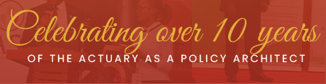 Celebrating over 10 years
OF THE ACTUARY AS A POLICY ARCHITECT